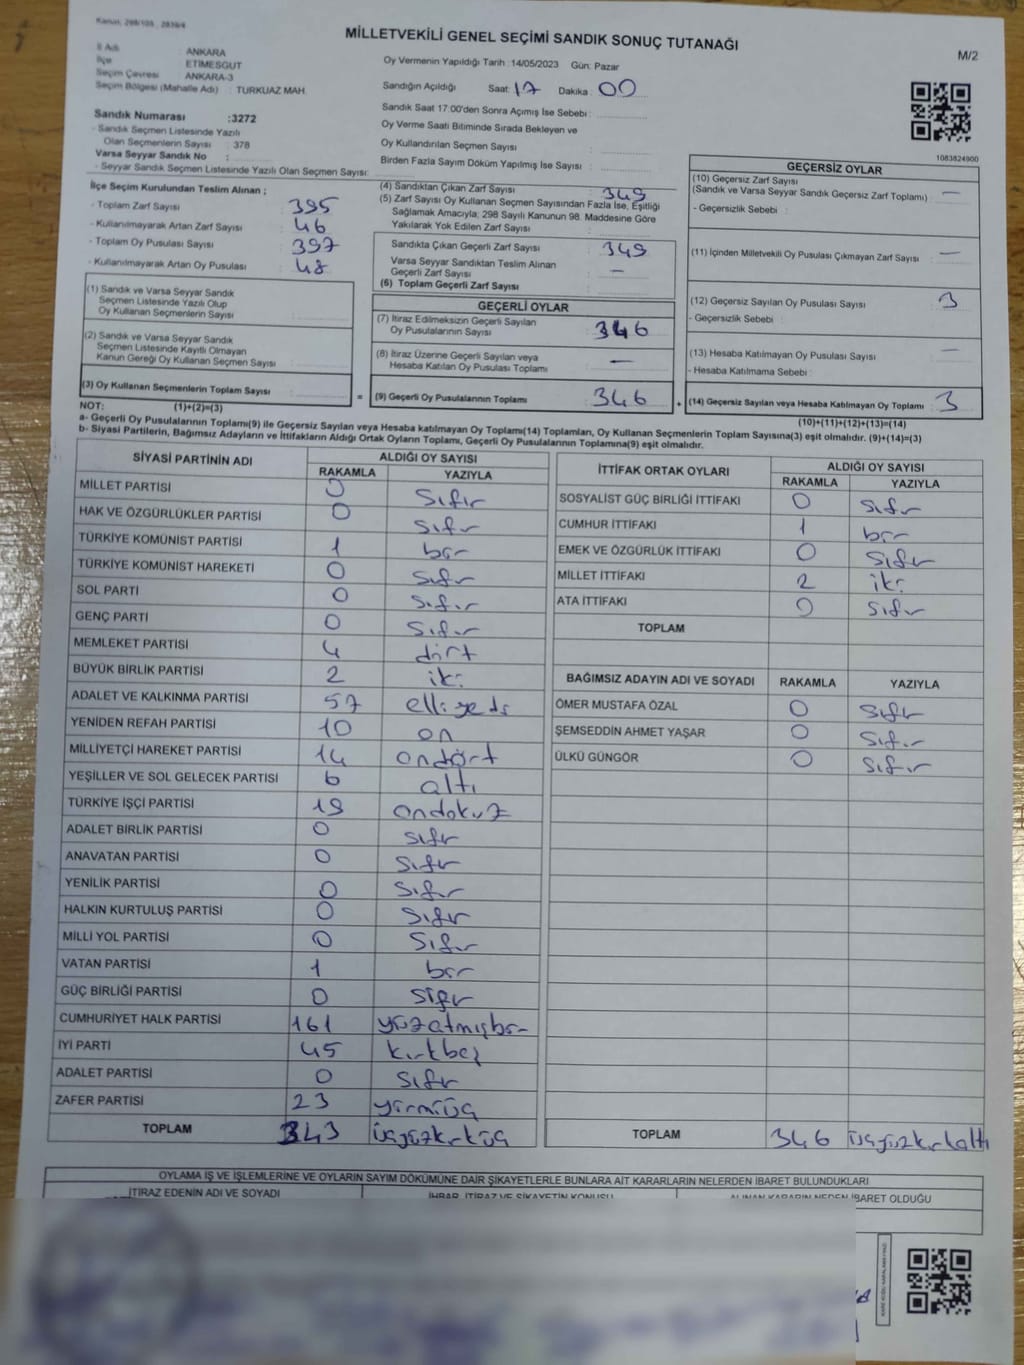 Kanun: 298/105, 2839/4
MİLLETVEKİLİ GENEL SEÇİMİ SANDIK SONUÇ TUTANAĞI
M/2
İl Adı : ANKARA
İlçe : ETİMESGUT
Seçim Çevresi : ANKARA-3
Seçim Bölgesi (Mahalle Adı) : TURKUAZ MAH.
Sandık Numarası :3272
- Sandık Seçmen Listesinde Yazılı
Olan Seçmenlerin Sayısı : 378
Varsa Seyyar Sandık No :
- Seyyar Sandık Seçmen Listesinde Yazılı Olan Seçmen Sayısı:
Oy Vermenin Yapıldığı Tarih : 14/05/2023 Gün: Pazar
Sandığın Açıldığı Saat: 17 Dakika: 00
Sandık Saat 17:00'den Sonra Açımış İse Sebebi :
Oy Verme Saati Bitiminde Sırada Bekleyen ve
Oy Kullandırılan Seçmen Sayısı :
Birden Fazla Sayım Döküm Yapılmış İse Sayısı :
1083824900
İlçe Seçim Kurulundan Teslim Alınan ;
- Toplam Zarf Sayısı : 395
- Kullanılmayarak Artan Zarf Sayısı : 46
- Toplam Oy Pusulası Sayısı : 397
- Kullanılmayarak Artan Oy Pusulası : 48
(1) Sandık ve Varsa Seyyar Sandık
Seçmen Listesinde Yazılı Olup
Oy Kullanan Seçmenlerin Sayısı :
(2) Sandık ve Varsa Seyyar Sandık
Seçmen Listesinde Kayıtlı Olmayan
Kanun Gereği Oy Kullanan Seçmen Sayısı :
(3) Oy Kullanan Seçmenlerin Toplam Sayısı :
(4) Sandıktan Çıkan Zarf Sayısı : 349
(5) Zarf Sayısı Oy Kullanan Seçmen Sayısından Fazla İse, Eşitliği
Sağlamak Amacıyla; 298 Sayılı Kanunun 98. Maddesine Göre
Yakılarak Yok Edilen Zarf Sayısı :
Sandıkta Çıkan Geçerli Zarf Sayısı : 349
Varsa Seyyar Sandıktan Teslim Alınan
Geçerli Zarf Sayısı : —
(6) Toplam Geçerli Zarf Sayısı :
GEÇERLİ OYLAR
(7) İtiraz Edilmeksizin Geçerli Sayılan
Oy Pusulalarının Sayısı : 346
(8) İtiraz Üzerine Geçerli Sayılan veya
Hesaba Katılan Oy Pusulası Toplamı : —
= (9) Geçerli Oy Pusulalarının Toplamı : 346
GEÇERSİZ OYLAR
(10) Geçersiz Zarf Sayısı
(Sandık ve Varsa Seyyar Sandık Geçersiz Zarf Toplamı) : —
- Geçersizlik Sebebi :
(11) İçinden Milletvekili Oy Pusulası Çıkmayan Zarf Sayısı : —
(12) Geçersiz Sayılan Oy Pusulası Sayısı : 3
- Geçersizlik Sebebi :
(13) Hesaba Katılmayan Oy Pusulası Sayısı : —
- Hesaba Katılmama Sebebi :
+ (14) Geçersiz Sayılan veya Hesaba Katılmayan Oy Toplamı : 3
NOT: (1)+(2)=(3)
(10)+(11)+(12)+(13)=(14)
a- Geçerli Oy Pusulalarının Toplamı(9) ile Geçersiz Sayılan veya Hesaba katılmayan Oy Toplamı(14) Toplamları, Oy Kullanan Seçmenlerin Toplam Sayısına(3) eşit olmalıdır. (9)+(14)=(3)
b- Siyasi Partilerin, Bağımsız Adayların ve İttifakların Aldığı Ortak Oyların Toplamı, Geçerli Oy Pusulalarının Toplamına(9) eşit olmalıdır.
SİYASİ PARTİNİN ADI ALDIĞI OY SAYISI
RAKAMLA YAZIYLA
MİLLET PARTİSİ 0 sıfır
HAK VE ÖZGÜRLÜKLER PARTİSİ 0 sıfır
TÜRKİYE KOMÜNİST PARTİSİ 1 bir
TÜRKİYE KOMÜNİST HAREKETİ 0 sıfır
SOL PARTİ 0 sıfır
GENÇ PARTİ 0 sıfır
MEMLEKET PARTİSİ 4 dört
BÜYÜK BİRLİK PARTİSİ 2 iki
ADALET VE KALKINMA PARTİSİ 57 elliyedi
YENİDEN REFAH PARTİSİ 10 on
MİLLİYETÇİ HAREKET PARTİSİ 14 ondört
YEŞİLLER VE SOL GELECEK PARTİSİ 6 altı
TÜRKİYE İŞÇİ PARTİSİ 19 ondokuz
ADALET BİRLİK PARTİSİ 0 sıfır
ANAVATAN PARTİSİ 0 sıfır
YENİLİK PARTİSİ 0 sıfır
HALKIN KURTULUŞ PARTİSİ 0 sıfır
MİLLİ YOL PARTİSİ 0 sıfır
VATAN PARTİSİ 1 bir
GÜÇ BİRLİĞİ PARTİSİ 0 sıfır
CUMHURİYET HALK PARTİSİ 161 yüzatmışbir
İYİ PARTİ 45 kırkbeş
ADALET PARTİSİ 0 sıfır
ZAFER PARTİSİ 23 yirmiüç
TOPLAM 343 üçyüzkırküç
İTTİFAK ORTAK OYLARI ALDIĞI OY SAYISI
RAKAMLA YAZIYLA
SOSYALİST GÜÇ BİRLİĞİ İTTİFAKI 0 sıfır
CUMHUR İTTİFAKI 1 bir
EMEK VE ÖZGÜRLÜK İTTİFAKI 0 sıfır
MİLLET İTTİFAKI 2 iki
ATA İTTİFAKI 0 sıfır
TOPLAM
BAĞIMSIZ ADAYIN ADI VE SOYADI RAKAMLA YAZIYLA
ÖMER MUSTAFA ÖZAL 0 sıfır
ŞEMSEDDİN AHMET YAŞAR 0 sıfır
ÜLKÜ GÜNGÖR 0 sıfır
TOPLAM 346 üçyüzkırkaltı
OYLAMA İŞ VE İŞLEMLERİNE VE OYLARIN SAYIM DÖKÜMÜNE DAİR ŞİKAYETLERLE BUNLARA AİT KARARLARIN NELERDEN İBARET BULUNDUKLARI
İTİRAZ EDENİN ADI VE SOYADI İHBAR, İTİRAZ VE ŞİKAYETİN KONUSU ALINAN KARARIN NEDEN İBARET OLDUĞU